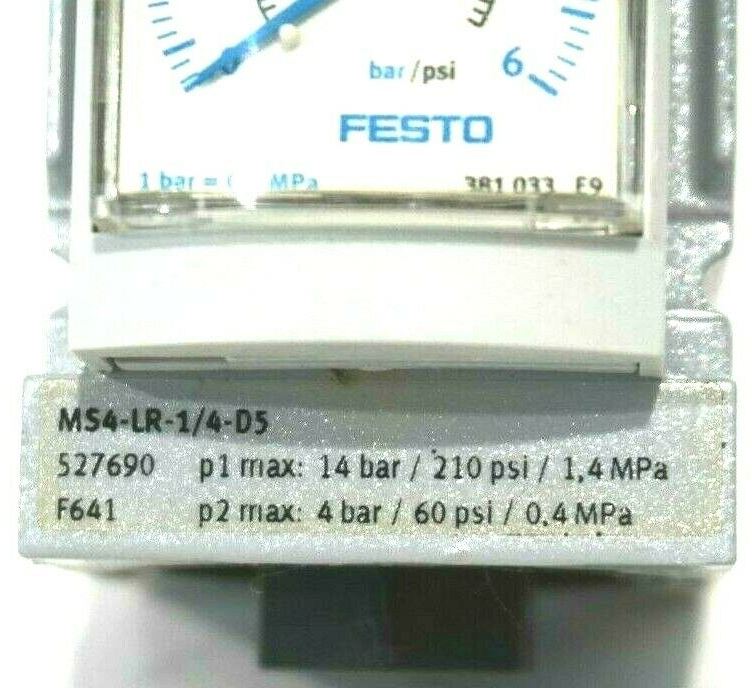 bar/psi 6
FESTO
1 bar = MPa 381 033 F9
MS4-LR-1/4-D5
527690 p1 max: 14 bar / 210 psi / 1,4 MPa
F641 p2 max: 4 bar / 60 psi / 0.4 MPa